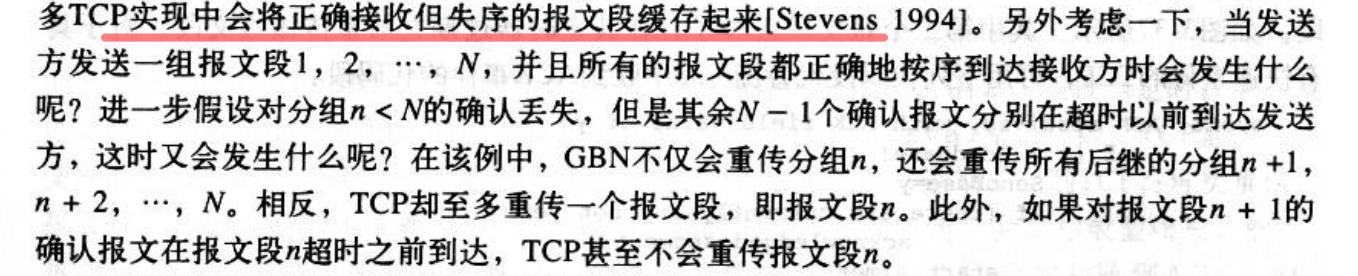 多TCP实现中会将正确接收但失序的报文段缓存起来[Stevens 1994]。另外考虑一下，当发送
方发送一组报文段1，2，…，N，并且所有的报文段都正确地按序到达接收方时会发生什么
呢？进一步假设对分组n < N的确认丢失，但是其余N－1个确认报文分别在超时以前到达发送
方，这时又会发生什么呢？在该例中，GBN不仅会重传分组n，还会重传所有后继的分组n +1，
n + 2，…，N。相反，TCP却至多重传一个报文段，即报文段n。此外，如果对报文段n + 1的
确认报文在报文段n超时之前到达，TCP甚至不会重传报文段n。